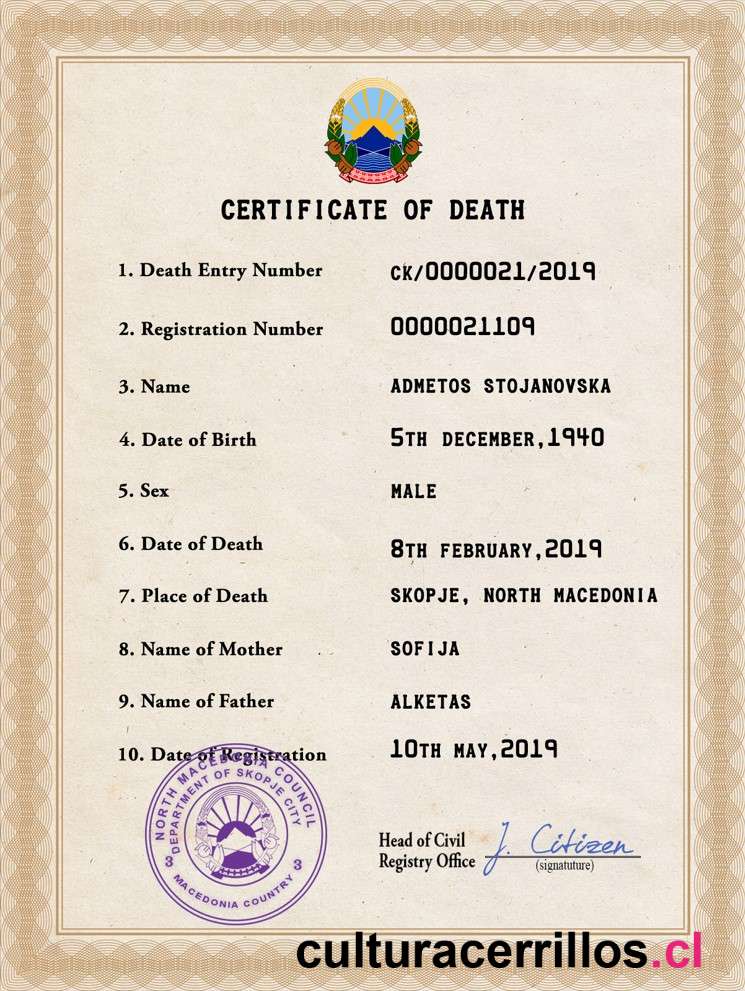 CERTIFICATE OF DEATH
1. Death Entry Number CK/0000021/2019
2. Registration Number 0000021109
3. Name ADMETOS STOJANOVSKA
4. Date of Birth 5TH DECEMBER,1940
5. Sex MALE
6. Date of Death 8TH FEBRUARY,2019
7. Place of Death SKOPJE, NORTH MACEDONIA
8. Name of Mother SOFIJA
9. Name of Father ALKETAS
10. Date of Registration 10TH MAY,2019
NORTH MACEDONIA COUNCIL
DEPARTMENT OF SKOPJE CITY
3 3
MACEDONIA COUNTRY
Head of Civil
Registry Office J. Citizen
(signatuture)
culturacerrillos.cl